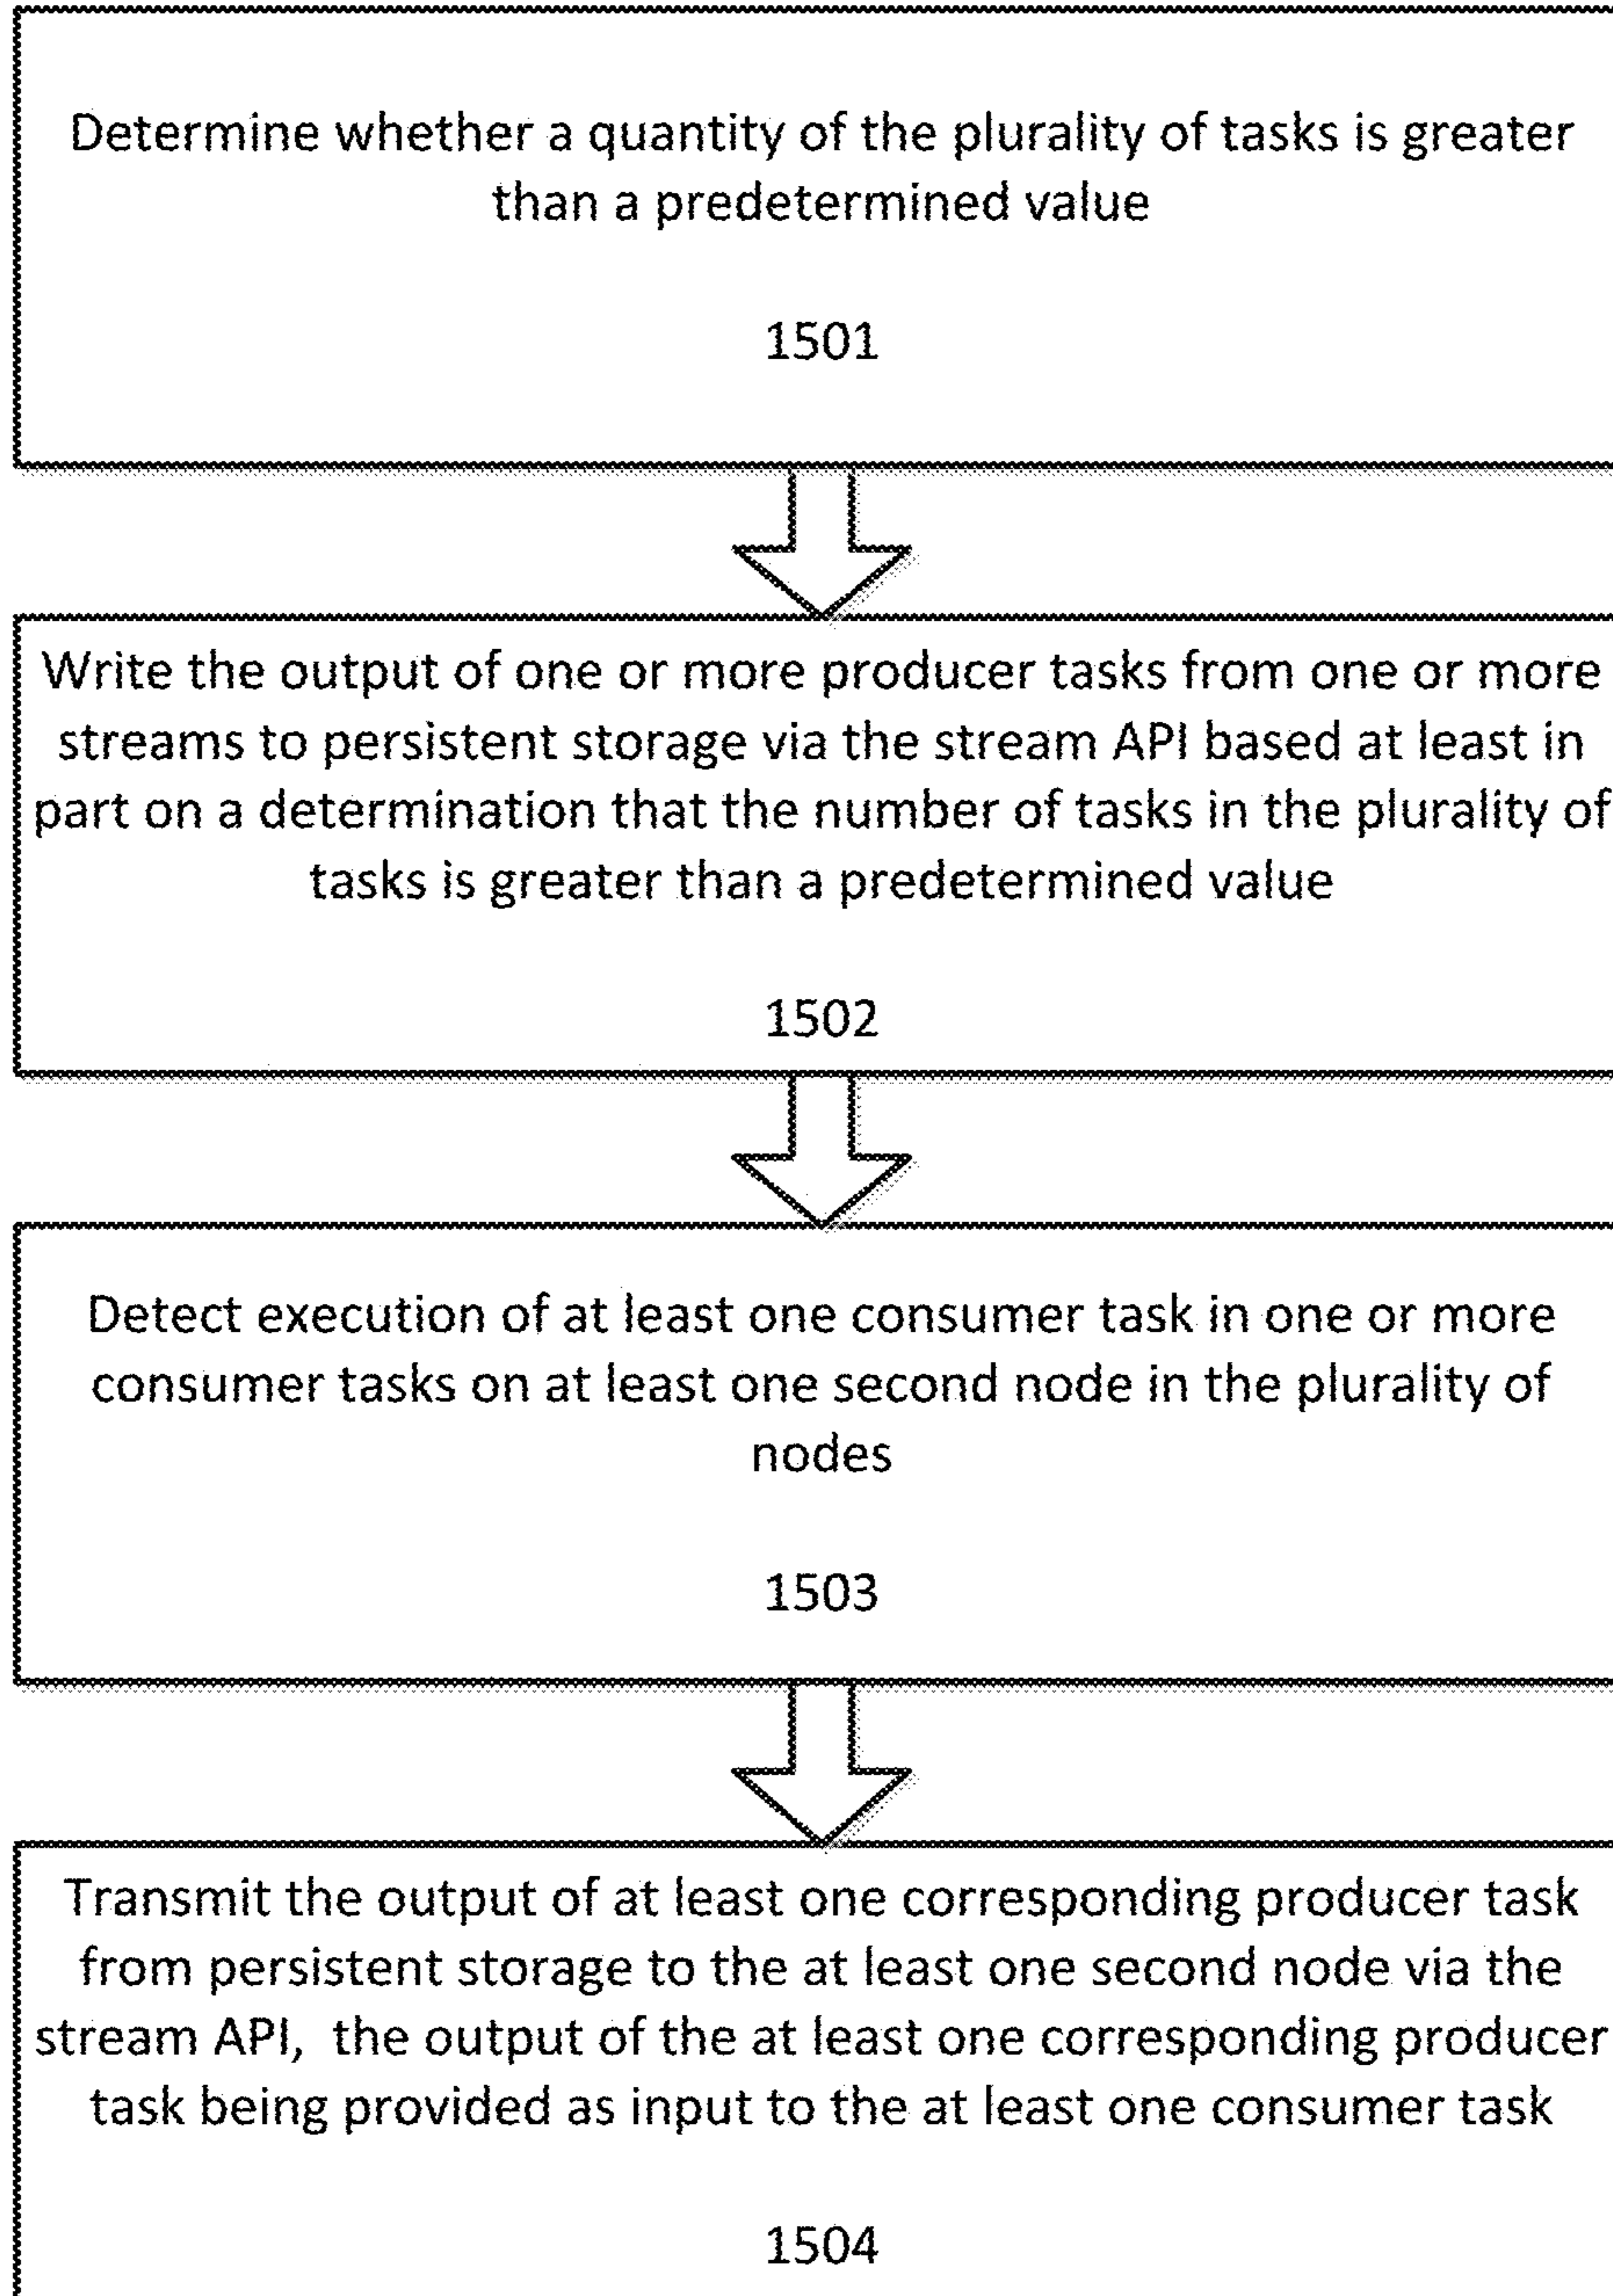 Determine whether a quantity of the plurality of tasks is greater
than a predetermined value
1501
Write the output of one or more producer tasks from one or more
streams to persistent storage via the stream API based at least in
part on a determination that the number of tasks in the plurality of
tasks is greater than a predetermined value
1502
Detect execution of at least one consumer task in one or more
consumer tasks on at least one second node in the plurality of
nodes
1503
Transmit the output of at least one corresponding producer task
from persistent storage to the at least one second node via the
stream API, the output of the at least one corresponding producer
task being provided as input to the at least one consumer task
1504